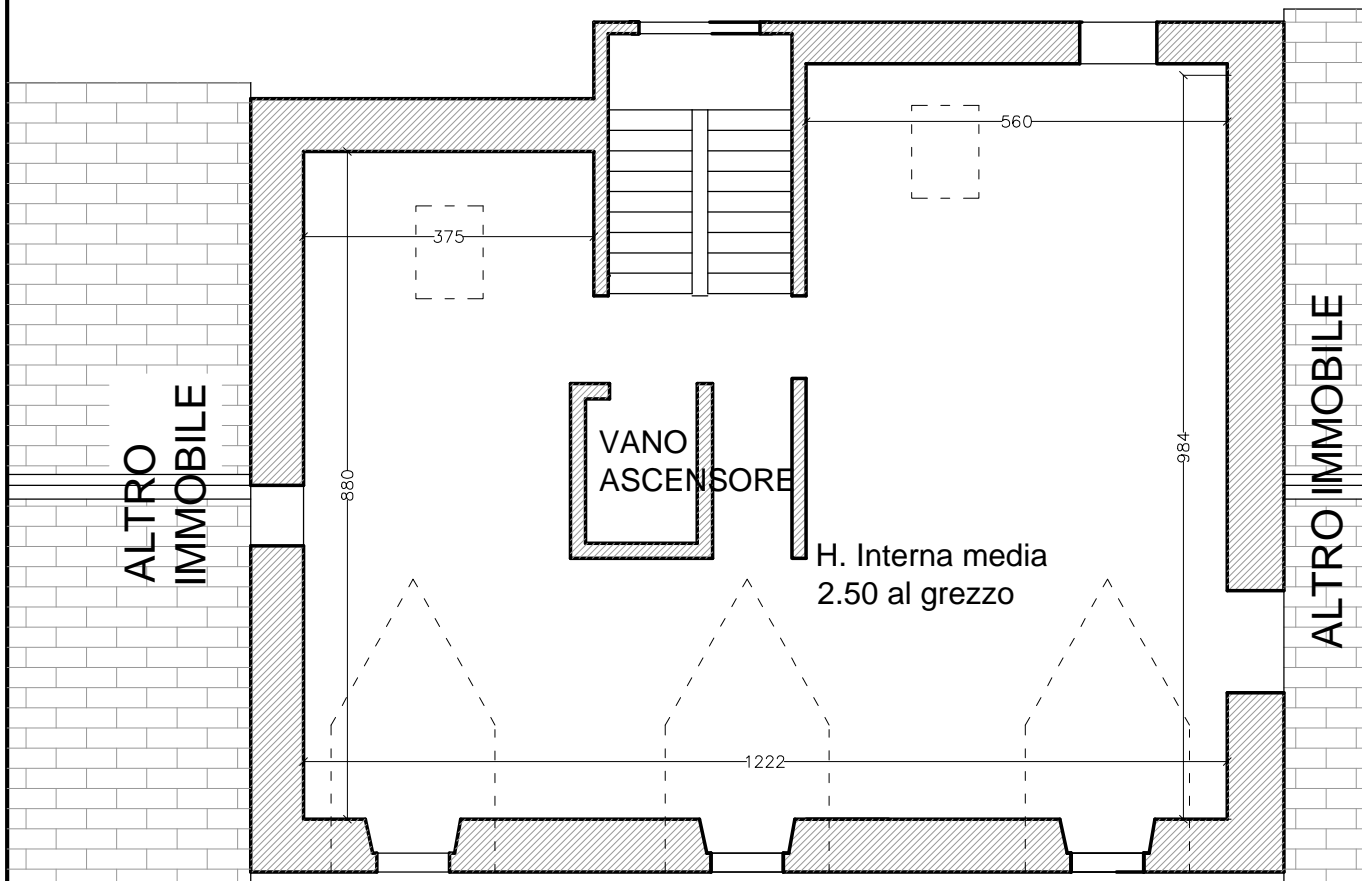 560
375
ALTRO
IMMOBILE
880
VANO
ASCENSORE
984
ALTRO IMMOBILE
H. Interna media
2.50 al grezzo
1222